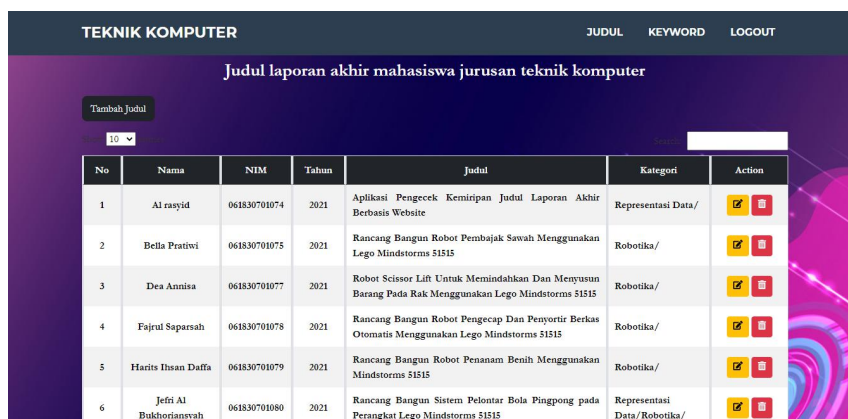 TEKNIK KOMPUTER JUDUL KEYWORD LOGOUT
Judul laporan akhir mahasiswa jurusan teknik komputer
Tambah Judul
10
No Nama NIM Tahun Judul Kategori Action
1 Al rasyid 061830701074 2021 Aplikasi Pengecek Kemiripan Judul Laporan Akhir Representasi Data/
Berbasis Website
2 Bella Pratiwi 061830701075 2021 Rancang Bangun Robot Pembajak Sawah Menggunakan Robotika/
Lego Mindstorms 51515
3 Dea Annisa 061830701077 2021 Robot Scissor Lift Untuk Memindahkan Dan Menyusun Robotika/
Barang Pada Rak Menggunakan Lego Mindstorms 51515
4 Fajrul Saparsah 061830701078 2021 Rancang Bangun Robot Pengecap Dan Penyortir Berkas Robotika/
Otomatis Menggunakan Lego Mindstorms 51515
5 Harits Ihsan Daffa 061830701079 2021 Rancang Bangun Robot Penanam Benih Menggunakan Robotika/
Mindstorms 51515
6 Jefri Al 061830701080 2021 Rancang Bangun Sistem Pelontar Bola Pingpong pada Representasi
Bukhoriansyah Perangkat Lego Mindstorms 51515 Data/Robotika/